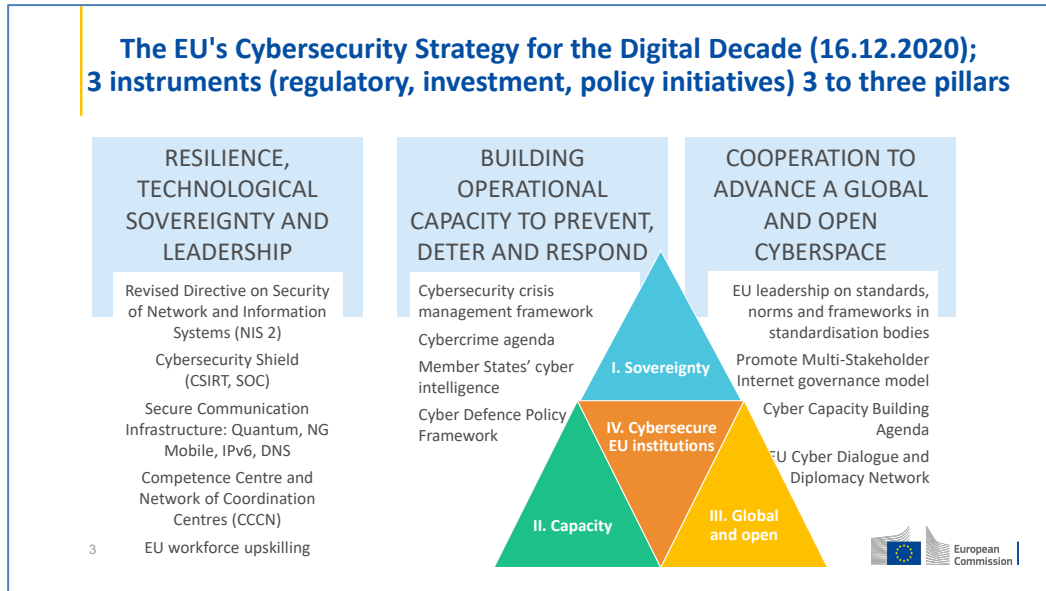 The EU's Cybersecurity Strategy for the Digital Decade (16.12.2020);
3 instruments (regulatory, investment, policy initiatives) 3 to three pillars
RESILIENCE,
TECHNOLOGICAL
SOVEREIGNTY AND
LEADERSHIP
Revised Directive on Security
of Network and Information
Systems (NIS 2)
Cybersecurity Shield
(CSIRT, SOC)
Secure Communication
Infrastructure: Quantum, NG
Mobile, IPv6, DNS
Competence Centre and
Network of Coordination
Centres (CCCN)
EU workforce upskilling
BUILDING
OPERATIONAL
CAPACITY TO PREVENT,
DETER AND RESPOND
Cybersecurity crisis
management framework
Cybercrime agenda
Member States' cyber
intelligence
Cyber Defence Policy
Framework
COOPERATION TO
ADVANCE A GLOBAL
AND OPEN
CYBERSPACE
EU leadership on standards,
norms and frameworks in
standardisation bodies
Promote Multi-Stakeholder
Internet governance model
Cyber Capacity Building
Agenda
EU Cyber Dialogue and
Diplomacy Network
I. Sovereignty
IV. Cybersecure
EU institutions
II. Capacity
III. Global
and open
3
European
Commission